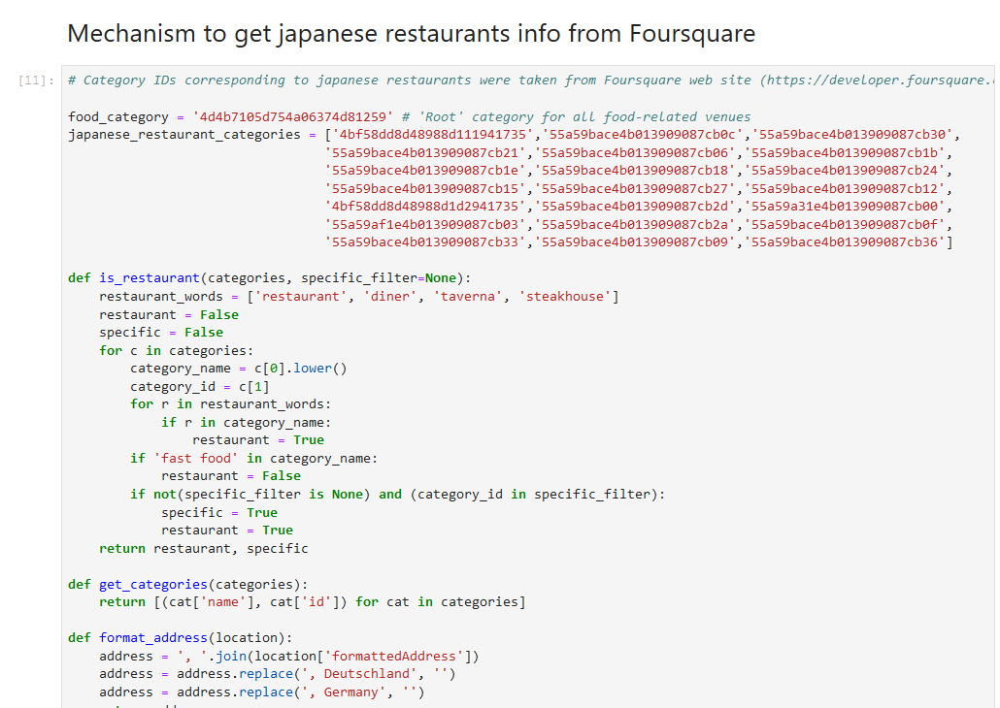 Mechanism to get japanese restaurants info from Foursquare
[11]: # Category IDs corresponding to japanese restaurants were taken from Foursquare web site (https://developer.foursquare.
food_category = '4d4b7105d754a06374d81259' # 'Root' category for all food-related venues
japanese_restaurant_categories = ['4bf58dd8d48988d111941735','55a59bace4b013909087cb0c','55a59bace4b013909087cb30',
'55a59bace4b013909087cb21','55a59bace4b013909087cb06','55a59bace4b013909087cb1b',
'55a59bace4b013909087cb1e','55a59bace4b013909087cb18','55a59bace4b013909087cb24',
'55a59bace4b013909087cb15','55a59bace4b013909087cb27','55a59bace4b013909087cb12',
'4bf58dd8d48988d1d2941735','55a59bace4b013909087cb2d','55a59a31e4b013909087cb00',
'55a59af1e4b013909087cb03','55a59bace4b013909087cb2a','55a59bace4b013909087cb0f',
'55a59bace4b013909087cb33','55a59bace4b013909087cb09','55a59bace4b013909087cb36']
def is_restaurant(categories, specific_filter=None):
restaurant_words = ['restaurant', 'diner', 'taverna', 'steakhouse']
restaurant = False
specific = False
for c in categories:
category_name = c[0].lower()
category_id = c[1]
for r in restaurant_words:
if r in category_name:
restaurant = True
if 'fast food' in category_name:
restaurant = False
if not(specific_filter is None) and (category_id in specific_filter):
specific = True
restaurant = True
return restaurant, specific
def get_categories(categories):
return [(cat['name'], cat['id']) for cat in categories]
def format_address(location):
address = ', '.join(location['formattedAddress'])
address = address.replace(', Deutschland', '')
address = address.replace(', Germany', '')